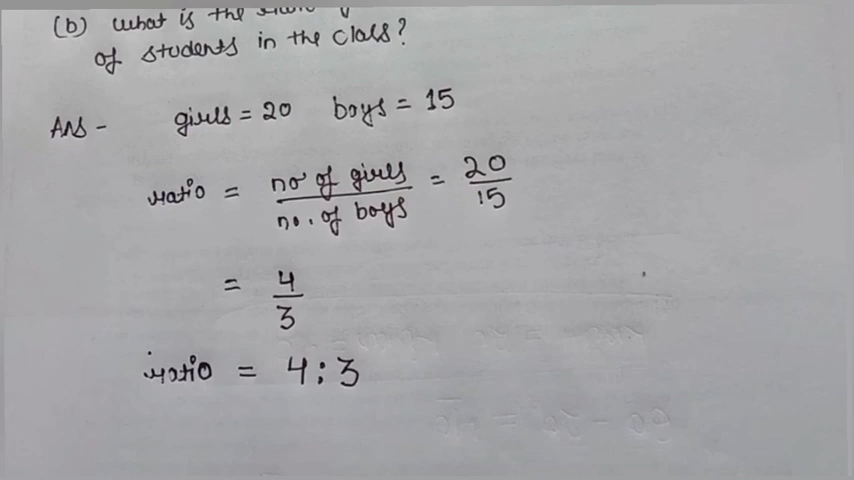 (b) What is the
of students in the class?
Ans - girls = 20 boys = 15
ratio = no of girls / no. of boys = 20 / 15
= 4 / 3
ratio = 4 : 3